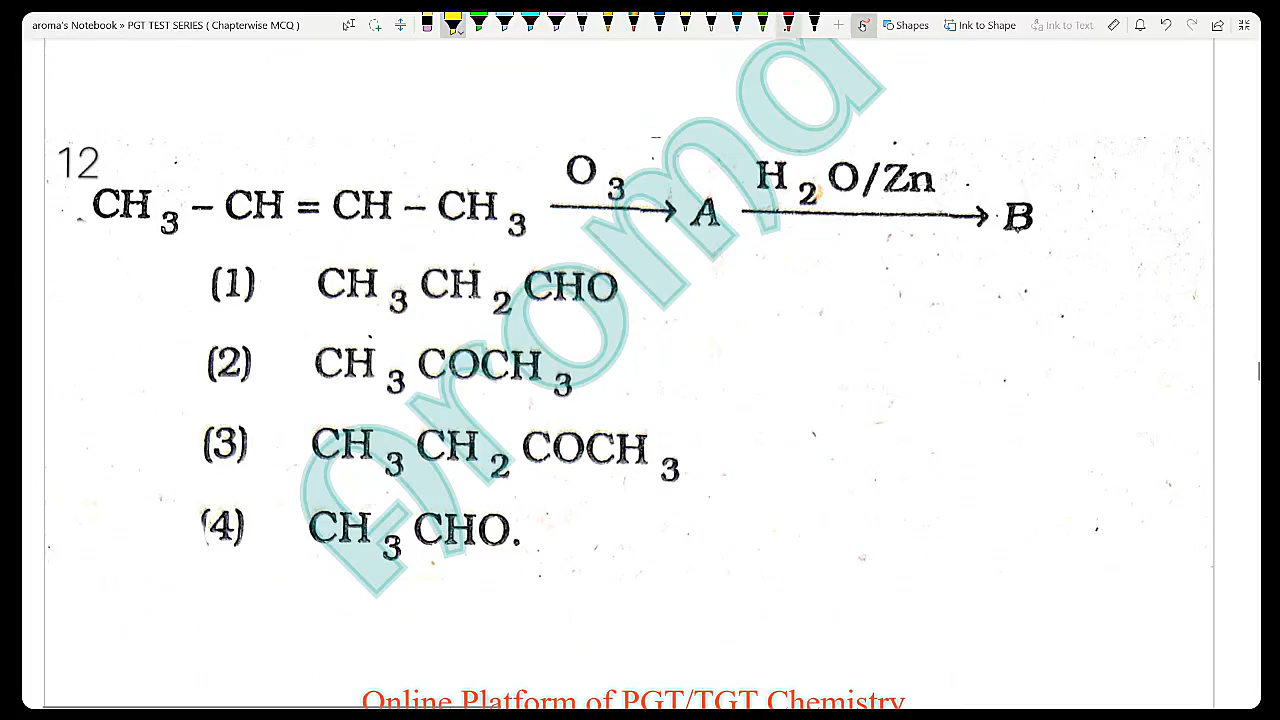 aroma's Notebook » PGT TEST SERIES ( Chapterwise MCQ )
Shapes
Ink to Shape
Ink to Text
12
CH3 – CH = CH – CH3 O3 A H2O/Zn B
(1) CH3CH2CHO
(2) CH3COCH3
(3) CH3CH2COCH3
(4) CH3CHO.
Aroma
Online Platform of PGT/TGT Chemistry